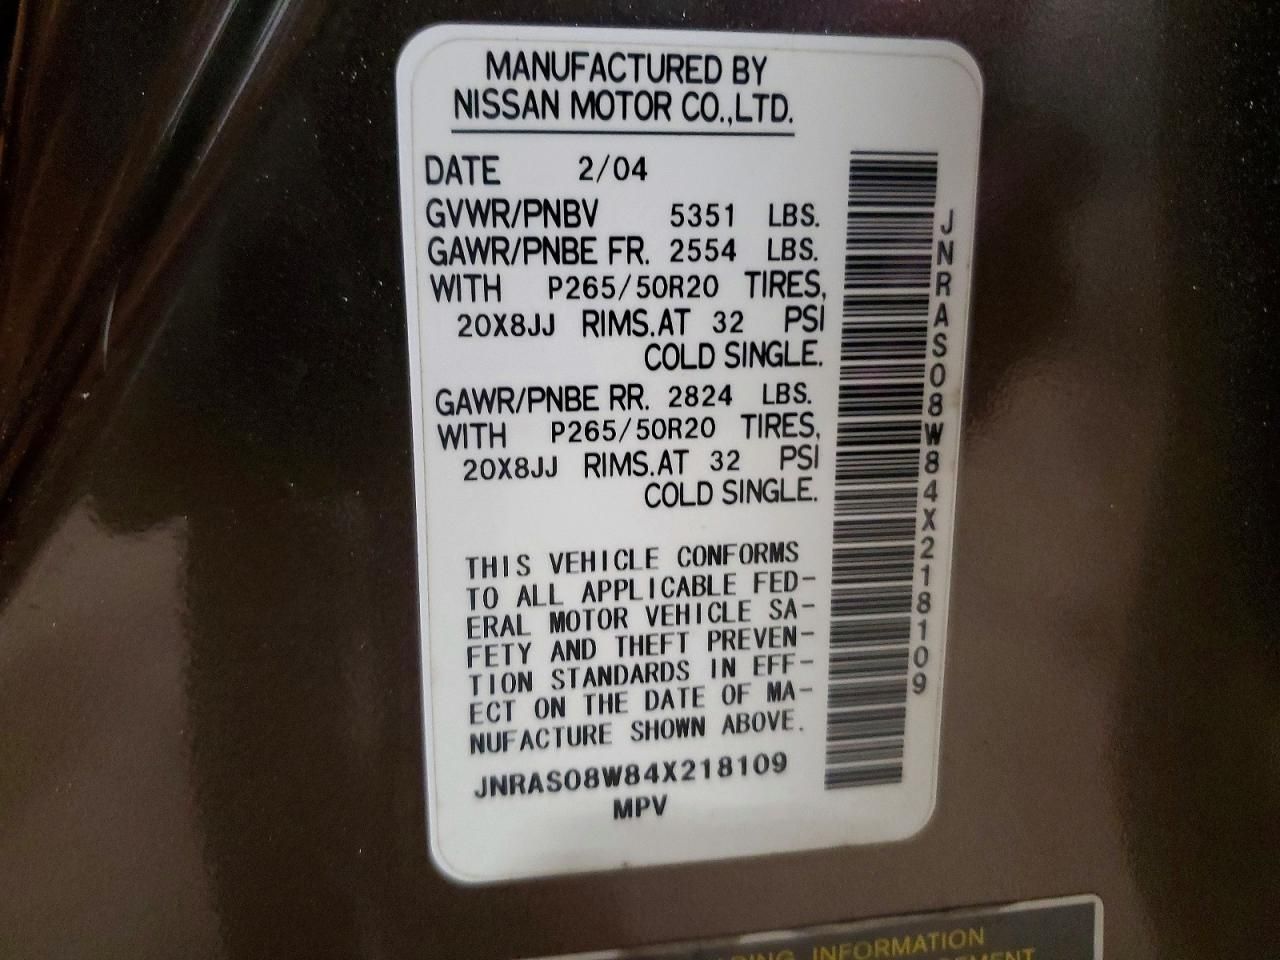 MANUFACTURED BY
NISSAN MOTOR CO.,LTD.
DATE 2/04
GVWR/PNBV 5351 LBS.
GAWR/PNBE FR. 2554 LBS.
WITH P265/50R20 TIRES,
20X8JJ RIMS.AT 32 PSI
COLD SINGLE.
GAWR/PNBE RR. 2824 LBS.
WITH P265/50R20 TIRES,
20X8JJ RIMS.AT 32 PSI
COLD SINGLE.
THIS VEHICLE CONFORMS
TO ALL APPLICABLE FED-
ERAL MOTOR VEHICLE SA-
FETY AND THEFT PREVEN-
TION STANDARDS IN EFF-
ECT ON THE DATE OF MA-
NUFACTURE SHOWN ABOVE.
JNRAS08W84X218109
MPV
JNRAS08W84X218109
INFORMATION